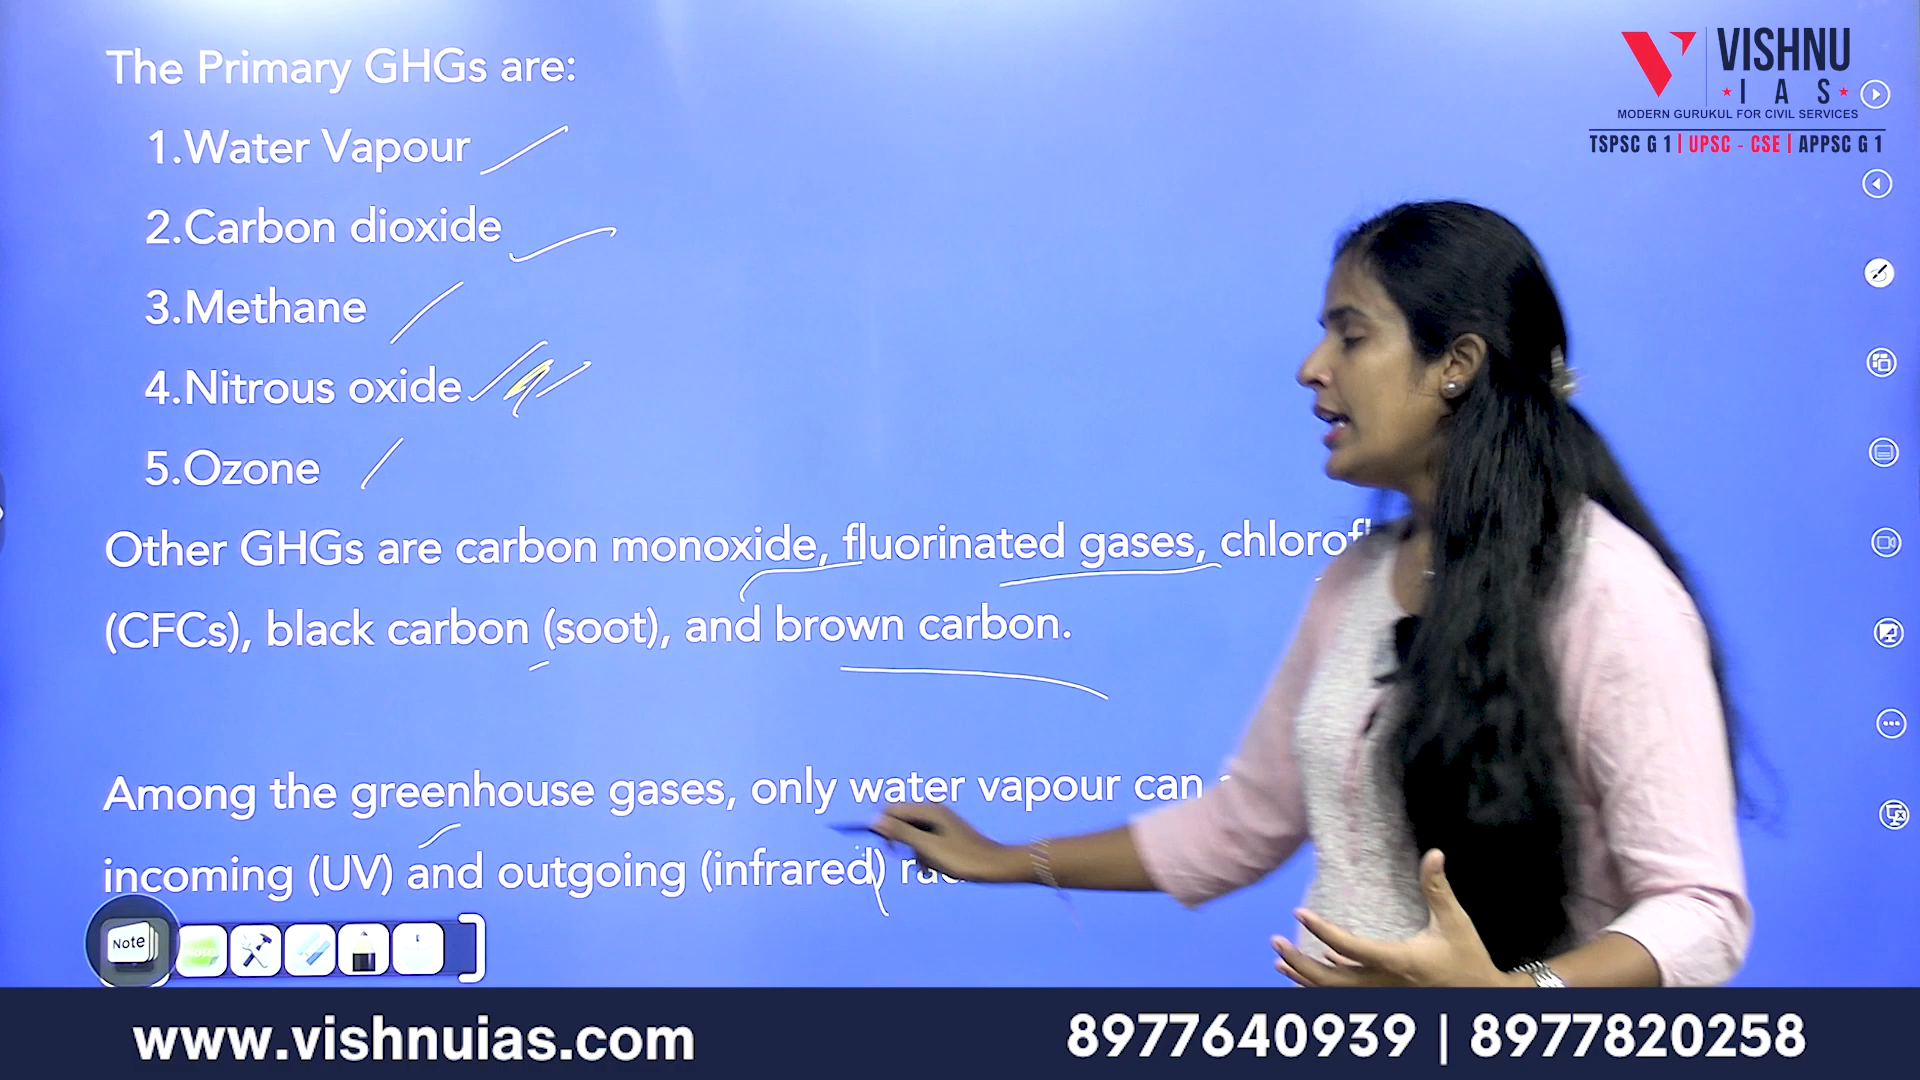 The Primary GHGs are:
1.Water Vapour
2.Carbon dioxide
3.Methane
4.Nitrous oxide
5.Ozone
Other GHGs are carbon monoxide, fluorinated gases,
(CFCs), black carbon (soot), and brown carbon.
Among the greenhouse gases, only water vapour can
incoming (UV) and outgoing (infrared)
Note
VISHNU
IAS
MODERN GURUKUL FOR CIVIL SERVICES
TSPSC G 1 | UPSC - CSE | APPSC G 1
www.vishnuias.com
8977640939 | 8977820258